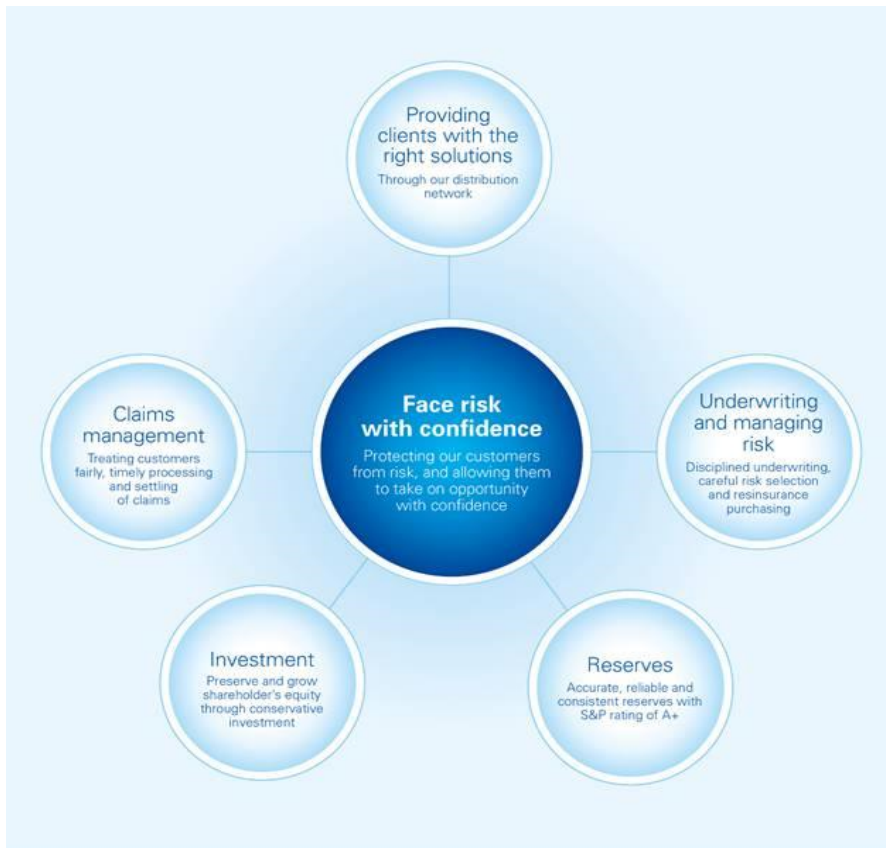 Providing
clients with the
right solutions
Through our distribution
network
Face risk
with confidence
Protecting our customers
from risk, and allowing them
to take on opportunity
with confidence
Underwriting
and managing
risk
Disciplined underwriting,
careful risk selection
and resinsurance
purchasing
Reserves
Accurate, reliable and
consistent reserves with
S&P rating of A+
Investment
Preserve and grow
shareholder's equity
through conservative
investment
Claims
management
Treating customers
fairly, timely processing
and settling
of claims